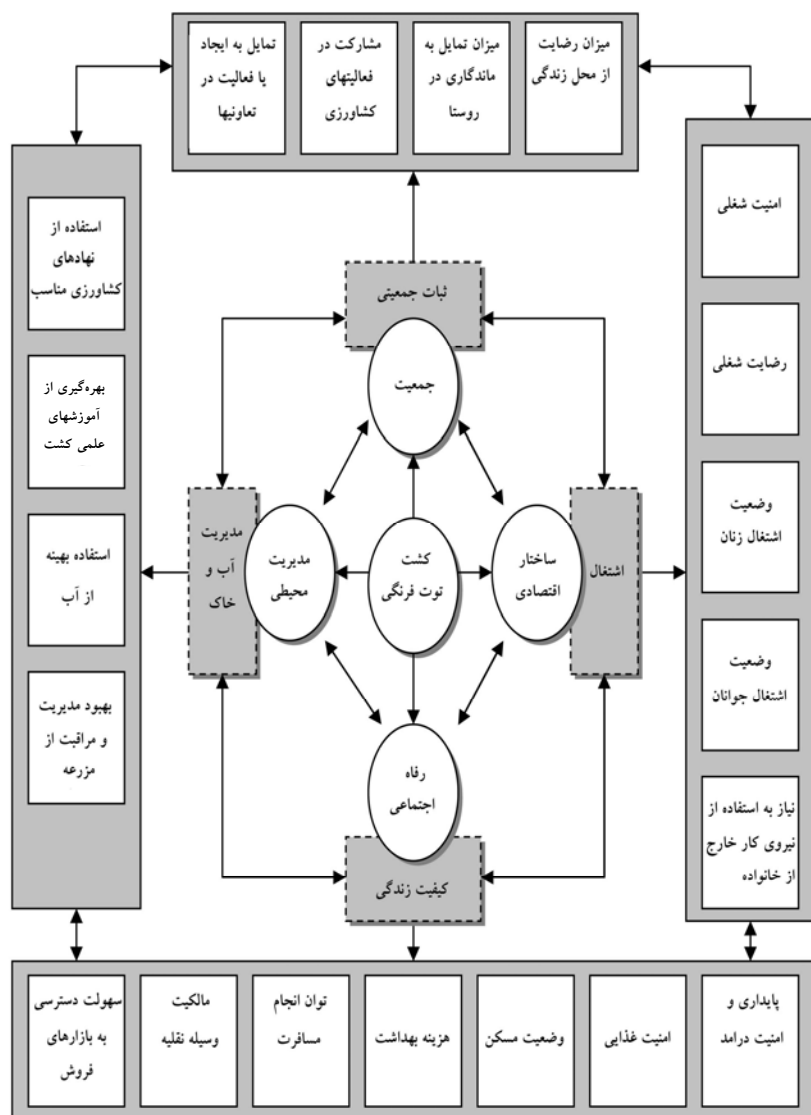 میزان رضایت
از محل زندگی
میزان تمایل به
ماندگاری در
روستا
مشارکت در
فعالیتهای
کشاورزی
تمایل به ایجاد
یا فعالیت در
تعاونیها
امنیت شغلی
رضایت شغلی
وضعیت
اشتغال زنان
وضعیت
اشتغال جوانان
نیاز به استفاده از
نیروی کار خارج
از خانواده
ثبات جمعیتی
جمعیت
اشتغال
ساختار
اقتصادی
کشت
توت فرنگی
مدیریت
محیطی
مدیریت
آب و
خاک
رفاه
اجتماعی
کیفیت زندگی
استفاده از
نهادهای
کشاورزی مناسب
بهره‌گیری از
آموزشهای
علمی کشت
استفاده بهینه
از آب
بهبود مدیریت
و مراقبت از
مزرعه
پایداری و
امنیت درامد
امنیت غذایی
وضعیت مسکن
هزینه بهداشت
توان انجام
مسافرت
مالکیت
وسیله نقلیه
سهولت دسترسی
به بازارهای
فروش